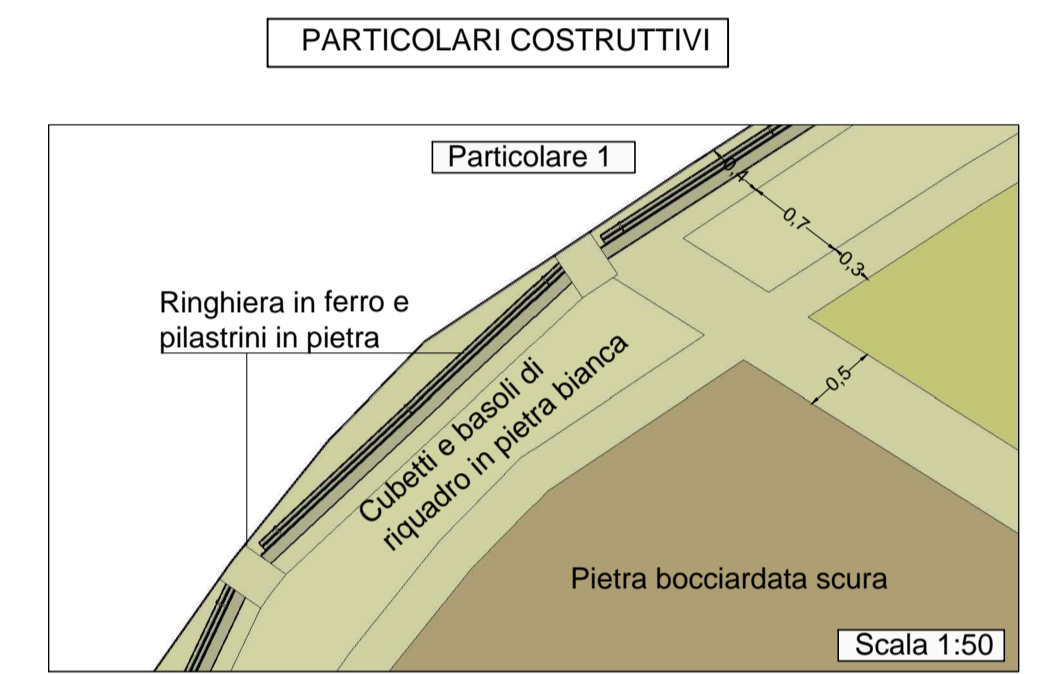 PARTICOLARI COSTRUTTIVI
Particolare 1
0,4
0,7
0,3
Ringhiera in ferro e
pilastrini in pietra
0,5
Cubetti e basoli di
riquadro in pietra bianca
Pietra bocciardata scura
Scala 1:50